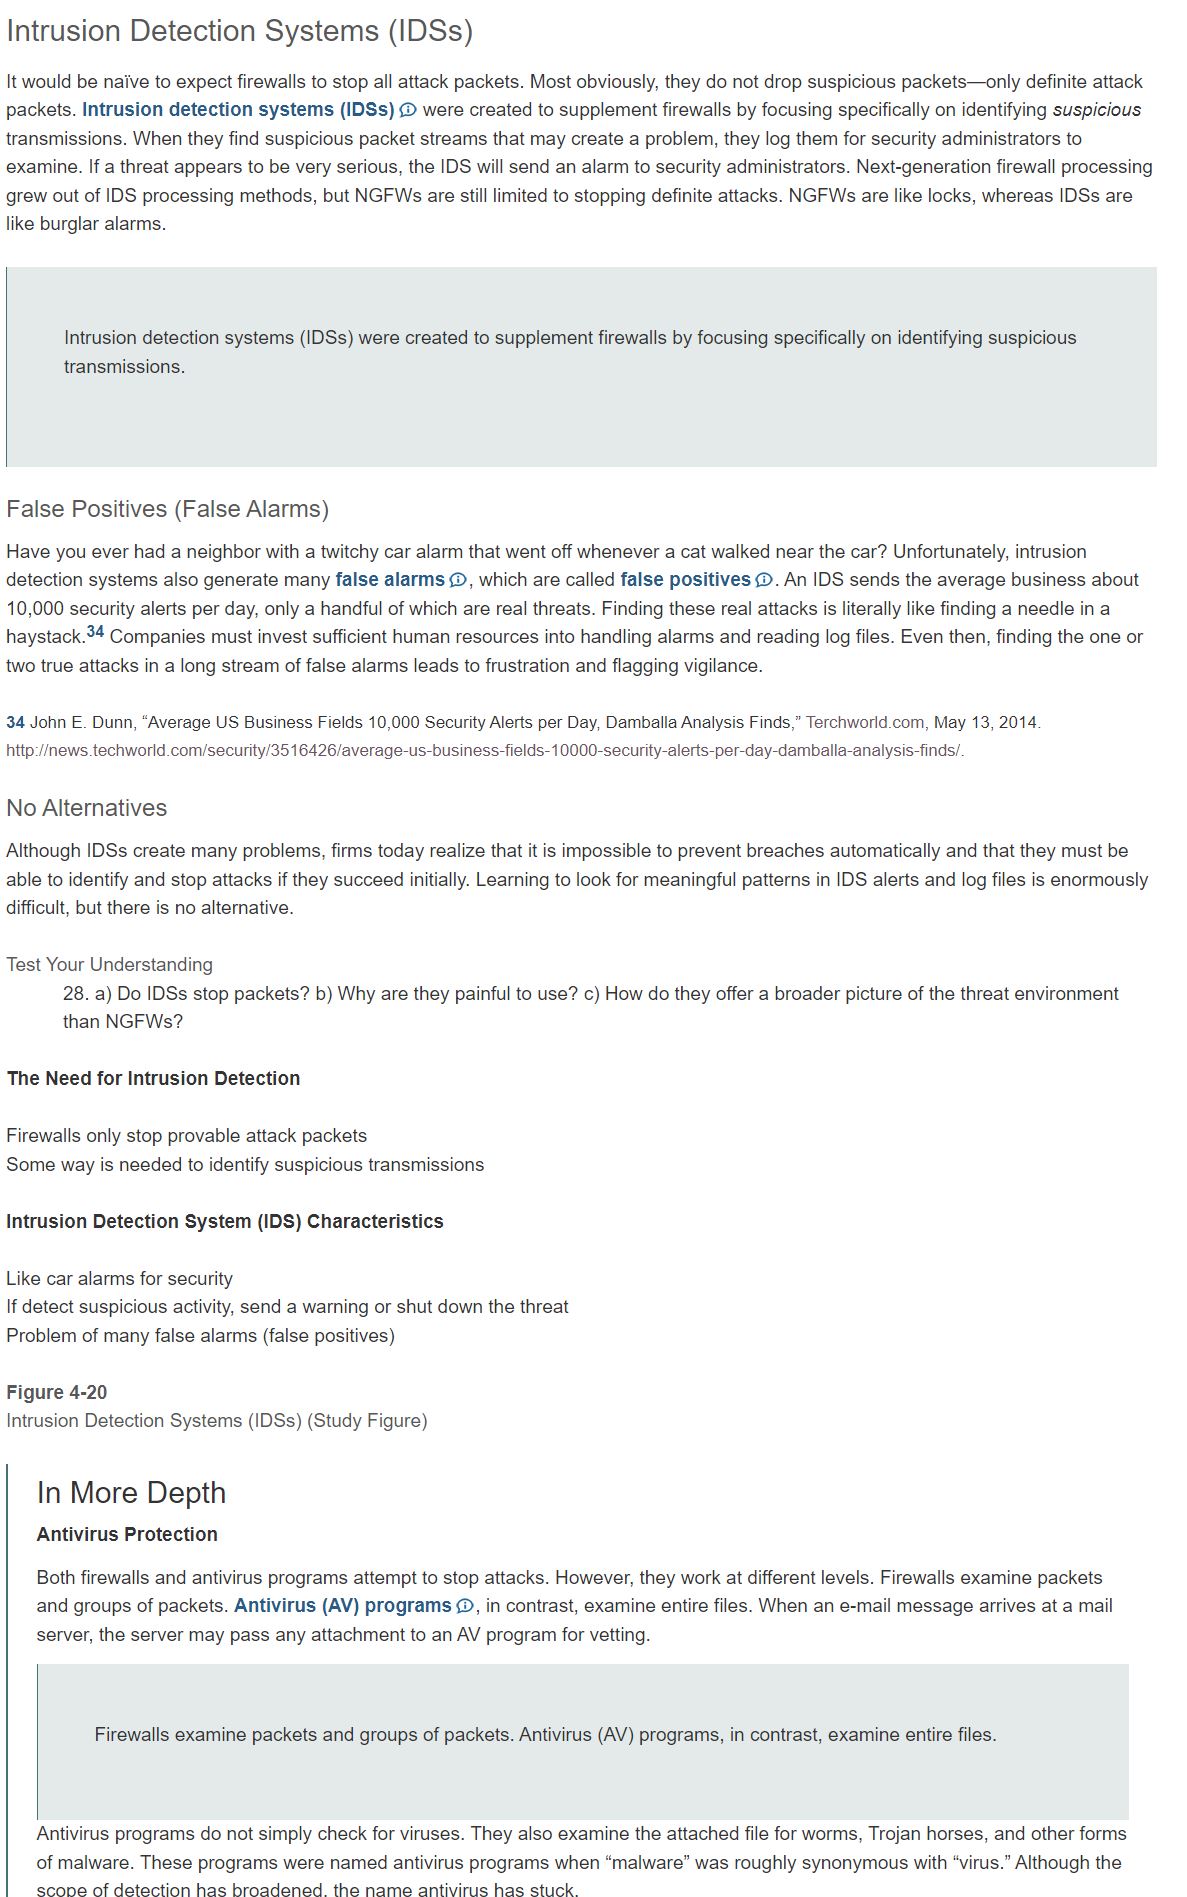 Intrusion Detection Systems (IDSs)
It would be naïve to expect firewalls to stop all attack packets. Most obviously, they do not drop suspicious packets—only definite attack
packets. Intrusion detection systems (IDSs) were created to supplement firewalls by focusing specifically on identifying suspicious
transmissions. When they find suspicious packet streams that may create a problem, they log them for security administrators to
examine. If a threat appears to be very serious, the IDS will send an alarm to security administrators. Next-generation firewall processing
grew out of IDS processing methods, but NGFWs are still limited to stopping definite attacks. NGFWs are like locks, whereas IDSs are
like burglar alarms.
Intrusion detection systems (IDSs) were created to supplement firewalls by focusing specifically on identifying suspicious
transmissions.
False Positives (False Alarms)
Have you ever had a neighbor with a twitchy car alarm that went off whenever a cat walked near the car? Unfortunately, intrusion
detection systems also generate many false alarms, which are called false positives. An IDS sends the average business about
10,000 security alerts per day, only a handful of which are real threats. Finding these real attacks is literally like finding a needle in a
haystack.34 Companies must invest sufficient human resources into handling alarms and reading log files. Even then, finding the one or
two true attacks in a long stream of false alarms leads to frustration and flagging vigilance.
34 John E. Dunn, “Average US Business Fields 10,000 Security Alerts per Day, Damballa Analysis Finds,” Terchworld.com, May 13, 2014.
http://news.techworld.com/security/3516426/average-us-business-fields-10000-security-alerts-per-day-damballa-analysis-finds/.
No Alternatives
Although IDSs create many problems, firms today realize that it is impossible to prevent breaches automatically and that they must be
able to identify and stop attacks if they succeed initially. Learning to look for meaningful patterns in IDS alerts and log files is enormously
difficult, but there is no alternative.
Test Your Understanding
28. a) Do IDSs stop packets? b) Why are they painful to use? c) How do they offer a broader picture of the threat environment
than NGFWs?
The Need for Intrusion Detection
Firewalls only stop provable attack packets
Some way is needed to identify suspicious transmissions
Intrusion Detection System (IDS) Characteristics
Like car alarms for security
If detect suspicious activity, send a warning or shut down the threat
Problem of many false alarms (false positives)
Figure 4-20
Intrusion Detection Systems (IDSs) (Study Figure)
In More Depth
Antivirus Protection
Both firewalls and antivirus programs attempt to stop attacks. However, they work at different levels. Firewalls examine packets
and groups of packets. Antivirus (AV) programs, in contrast, examine entire files. When an e-mail message arrives at a mail
server, the server may pass any attachment to an AV program for vetting.
Firewalls examine packets and groups of packets. Antivirus (AV) programs, in contrast, examine entire files.
Antivirus programs do not simply check for viruses. They also examine the attached file for worms, Trojan horses, and other forms
of malware. These programs were named antivirus programs when “malware” was roughly synonymous with “virus.” Although the
scope of detection has broadened, the name antivirus has stuck.